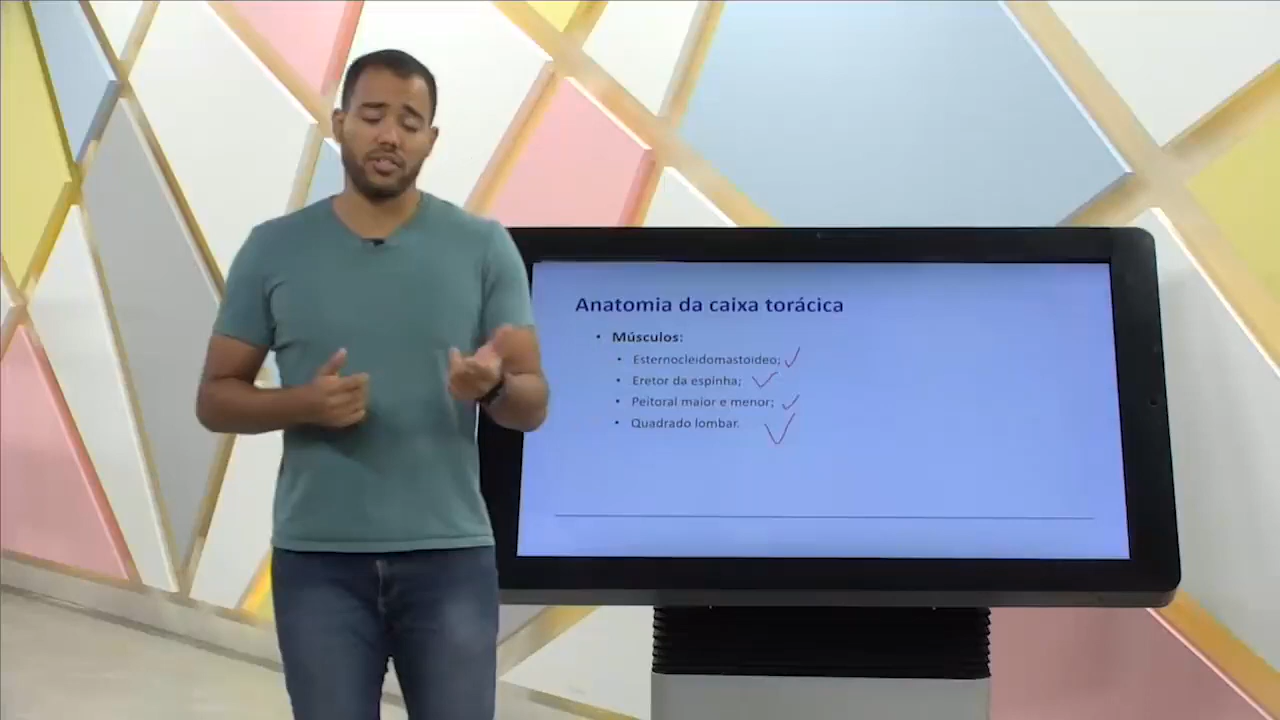 Anatomia da caixa torácica
• Músculos:
• Esternocleidomastoideo;
• Eretor da espinha;
• Peitoral maior e menor;
• Quadrado lombar.